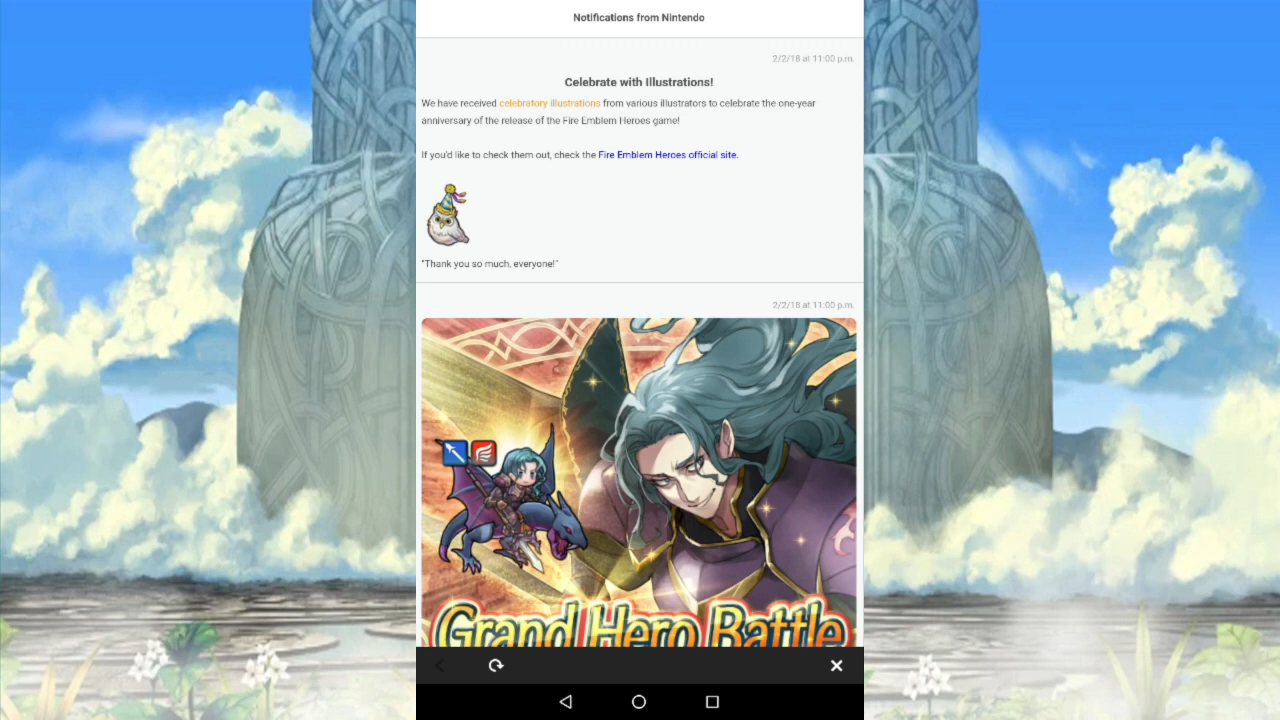 Notifications from Nintendo
2/2/18 at 11:00 p.m.
Celebrate with Illustrations!
We have received celebratory illustrations from various illustrators to celebrate the one-year
anniversary of the release of the Fire Emblem Heroes game!
If you'd like to check them out, check the Fire Emblem Heroes official site.
"Thank you so much, everyone!"
2/2/18 at 11:00 p.m.
Grand Hero Battle